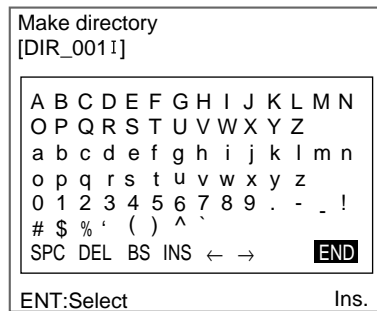 Make directory
[DIR_001I]
A B C D E F G H I J K L M N
O P Q R S T U V W X Y Z
a b c d e f g h i j k l m n
o p q r s t u v w x y z
0 1 2 3 4 5 6 7 8 9 . - _ !
# $ % ‘ ( ) ^ `
SPC DEL BS INS ← → END
ENT:Select Ins.